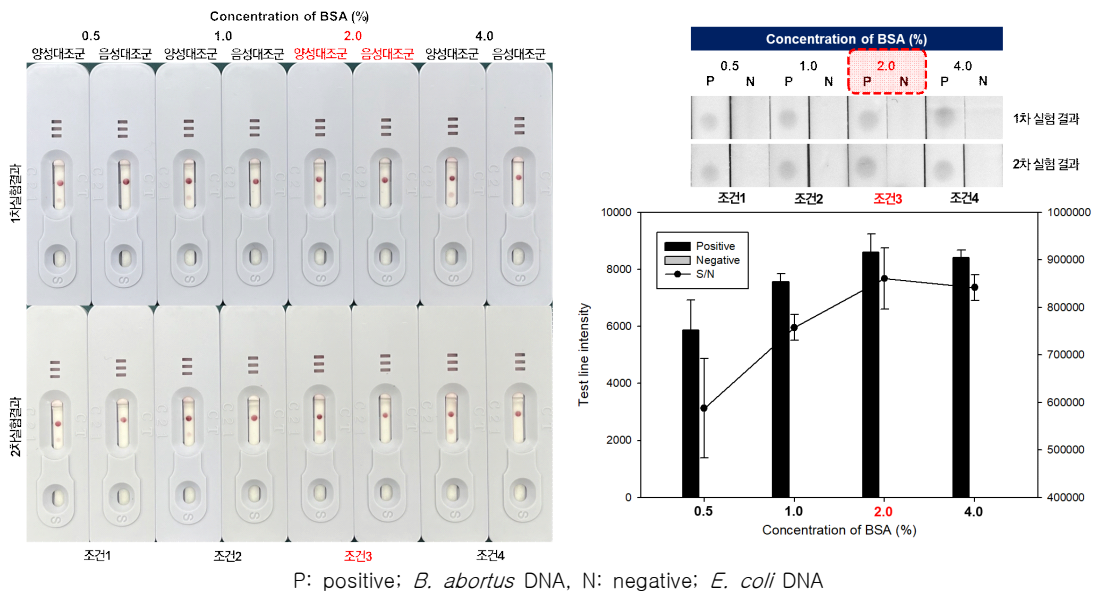 Concentration of BSA (%)
0.5 1.0 2.0 4.0
양성대조군 음성대조군 양성대조군 음성대조군 양성대조군 음성대조군 양성대조군 음성대조군
1차실험결과
2차실험결과
C T
S
조건1 조건2 조건3 조건4
Concentration of BSA (%)
0.5 1.0 2.0 4.0
P N P N P N P N
1차 실험 결과
2차 실험 결과
조건1 조건2 조건3 조건4
Positive
Negative
S/N
Test line intensity
10000
8000
6000
4000
2000
0
1000000
900000
800000
700000
600000
500000
400000
0.5 1.0 2.0 4.0
Concentration of BSA (%)
P: positive; B. abortus DNA, N: negative; E. coli DNA